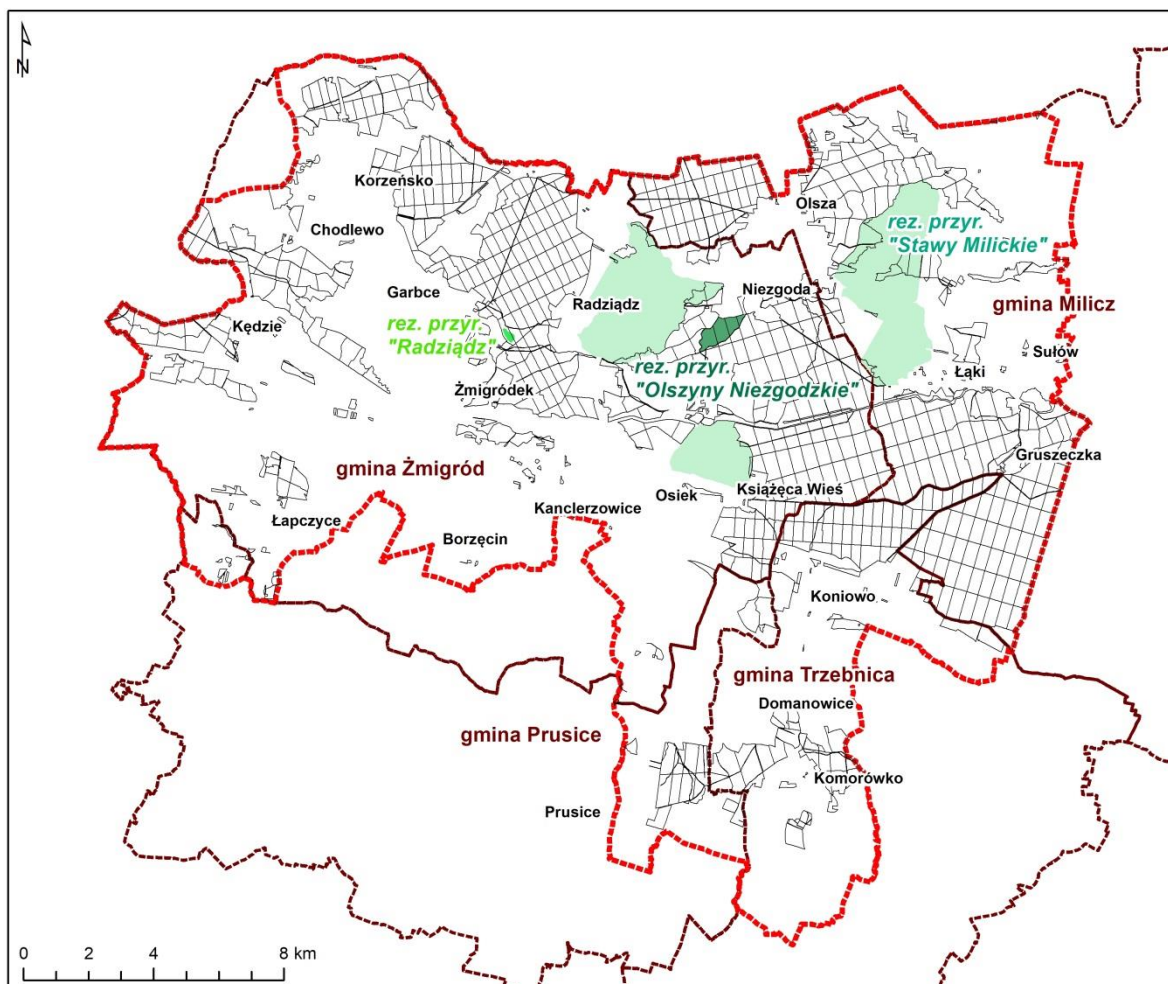 N
Korzeńsko
Olsza
rez. przyr.
"Stawy Milickie"
Chodlewo
Garbce
Radziądz
Niezgoda
gmina Milicz
rez. przyr.
"Radziądz"
Kędzie
Sułów
Łąki
rez. przyr.
"Olszyny Niezgodzkie"
Żmigródek
gmina Żmigród
Gruszeczka
Osiek
Książęca Wieś
Kanclerzowice
Łapczyce
Borzęcin
Koniowo
gmina Trzebnica
Domanowice
gmina Prusice
Komorówko
Prusice
0 2 4 8 km